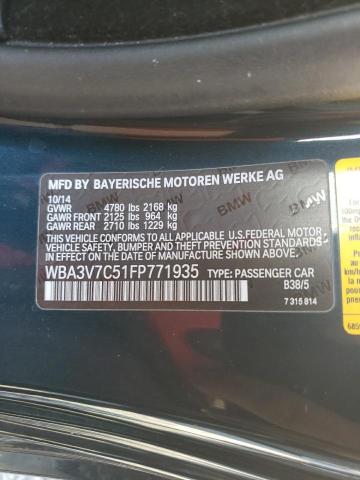 MFD BY BAYERISCHE MOTOREN WERKE AG
10/14
GVWR 4780 lbs 2168 kg
GAWR FRONT 2125 lbs 964 kg
GAWR REAR 2710 lbs 1229 kg
THIS VEHICLE CONFORMS TO ALL APPLICABLE U.S.FEDERAL MOTOR
VEHICLE SAFETY, BUMPER AND THEFT PREVENTION STANDARDS IN
EFFECT ON THE DATE OF MANUFACTURE SHOWN ABOVE.
WBA3V7C51FP771935 TYPE: PASSENGER CAR
B38/5
7 315 814